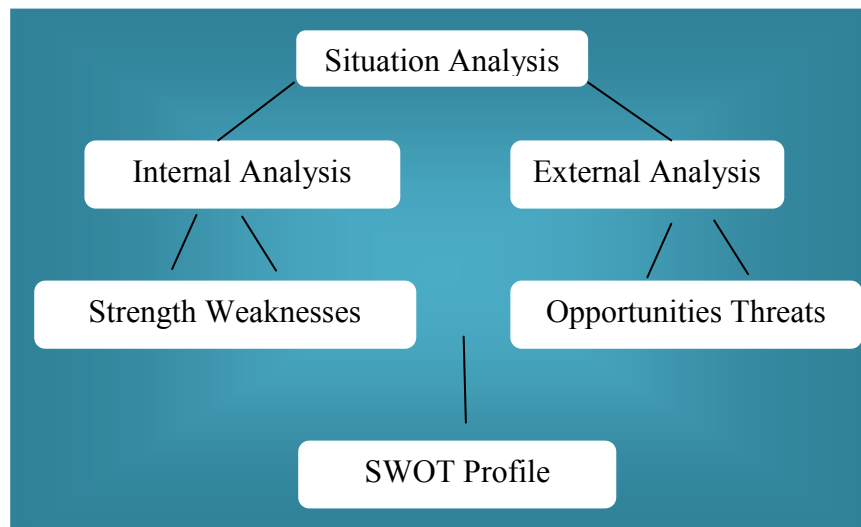 Situation Analysis
Internal Analysis
External Analysis
Strength Weaknesses
Opportunities Threats
SWOT Profile